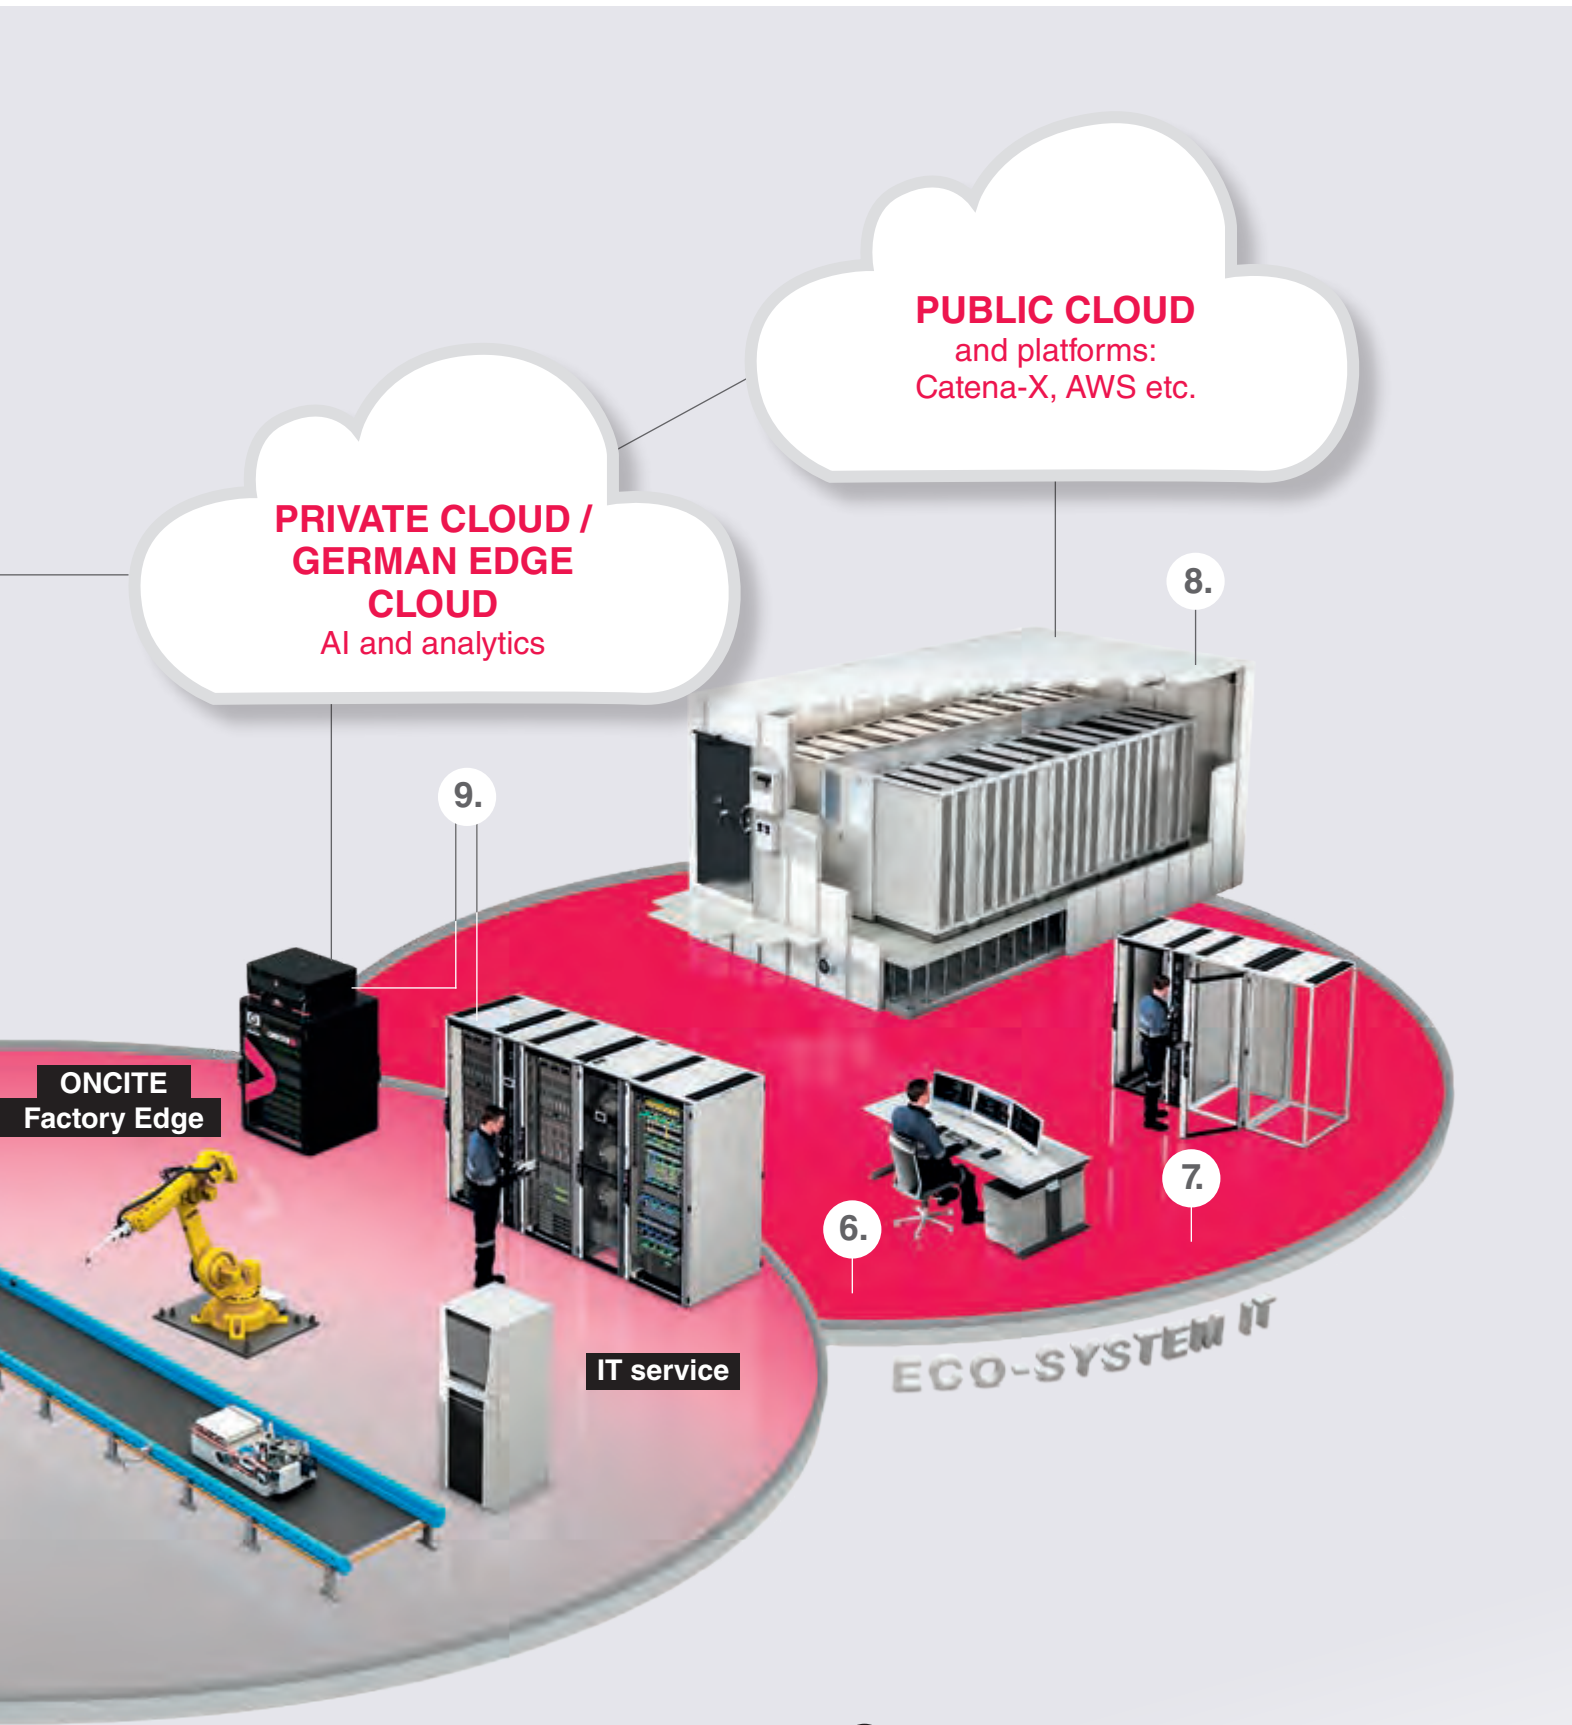 PUBLIC CLOUD
and platforms:
Catena-X, AWS etc.
PRIVATE CLOUD /
GERMAN EDGE
CLOUD
AI and analytics
8.
9.
ONCITE
Factory Edge
7.
6.
IT service
ECO-SYSTEM IT